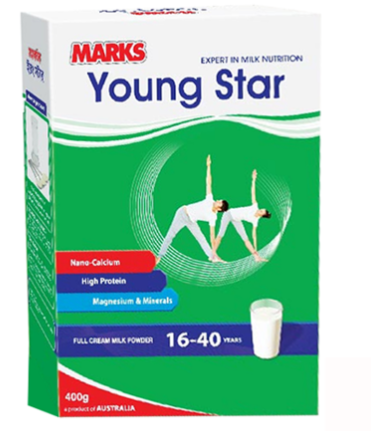 MARKS
EXPERT IN MILK NUTRITION
Young Star
Nano-Calcium
High Protein
Magnesium & Minerals
FULL CREAM MILK POWDER 16-40 YEARS
400g
a product of AUSTRALIA